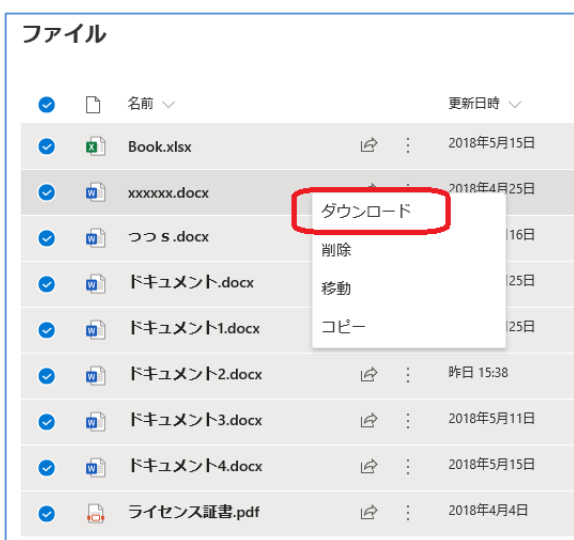 ファイル
名前 更新日時
Book.xlsx 2018年5月15日
xxxxxx.docx 2018年4月25日
ダウンロード
つつｓ.docx 月16日
削除
ドキュメント.docx 25日
移動
ドキュメント1.docx 25日
コピー
ドキュメント2.docx 昨日 15:38
ドキュメント3.docx 2018年5月11日
ドキュメント4.docx 2018年5月15日
ライセンス証書.pdf 2018年4月4日